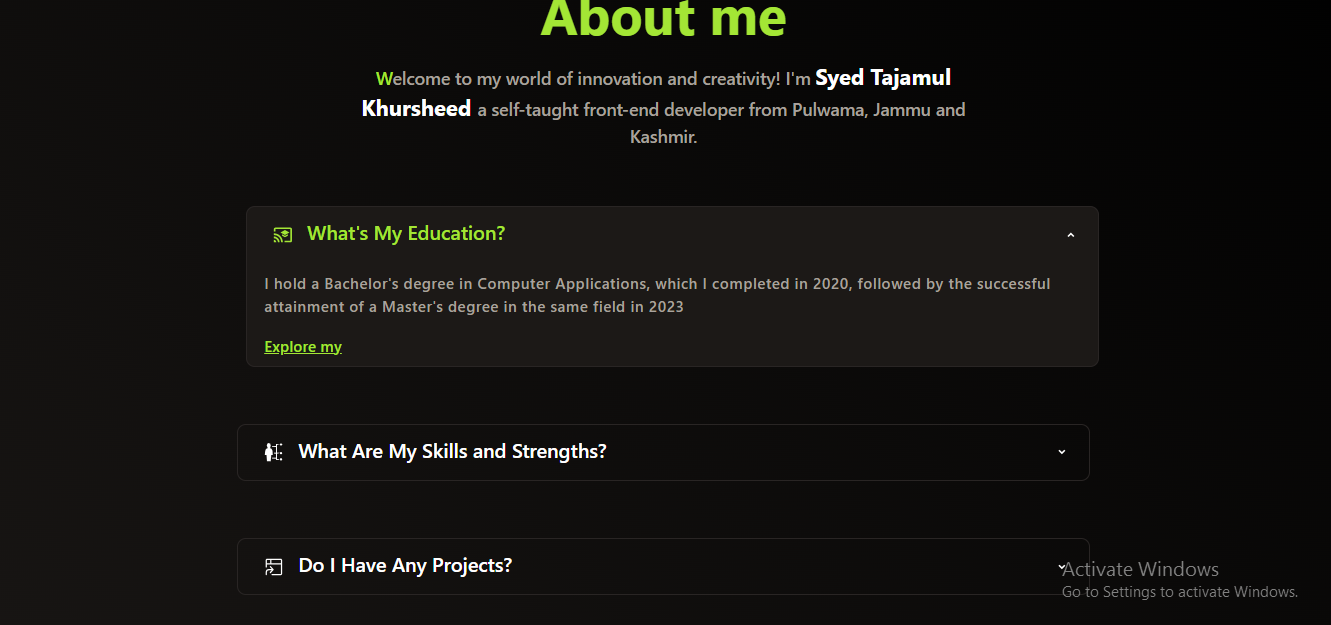 About me
Welcome to my world of innovation and creativity! I'm Syed Tajamul
Khursheed a self-taught front-end developer from Pulwama, Jammu and
Kashmir.
What's My Education?
I hold a Bachelor's degree in Computer Applications, which I completed in 2020, followed by the successful
attainment of a Master's degree in the same field in 2023
Explore my
What Are My Skills and Strengths?
Do I Have Any Projects?
Activate Windows
Go to Settings to activate Windows.